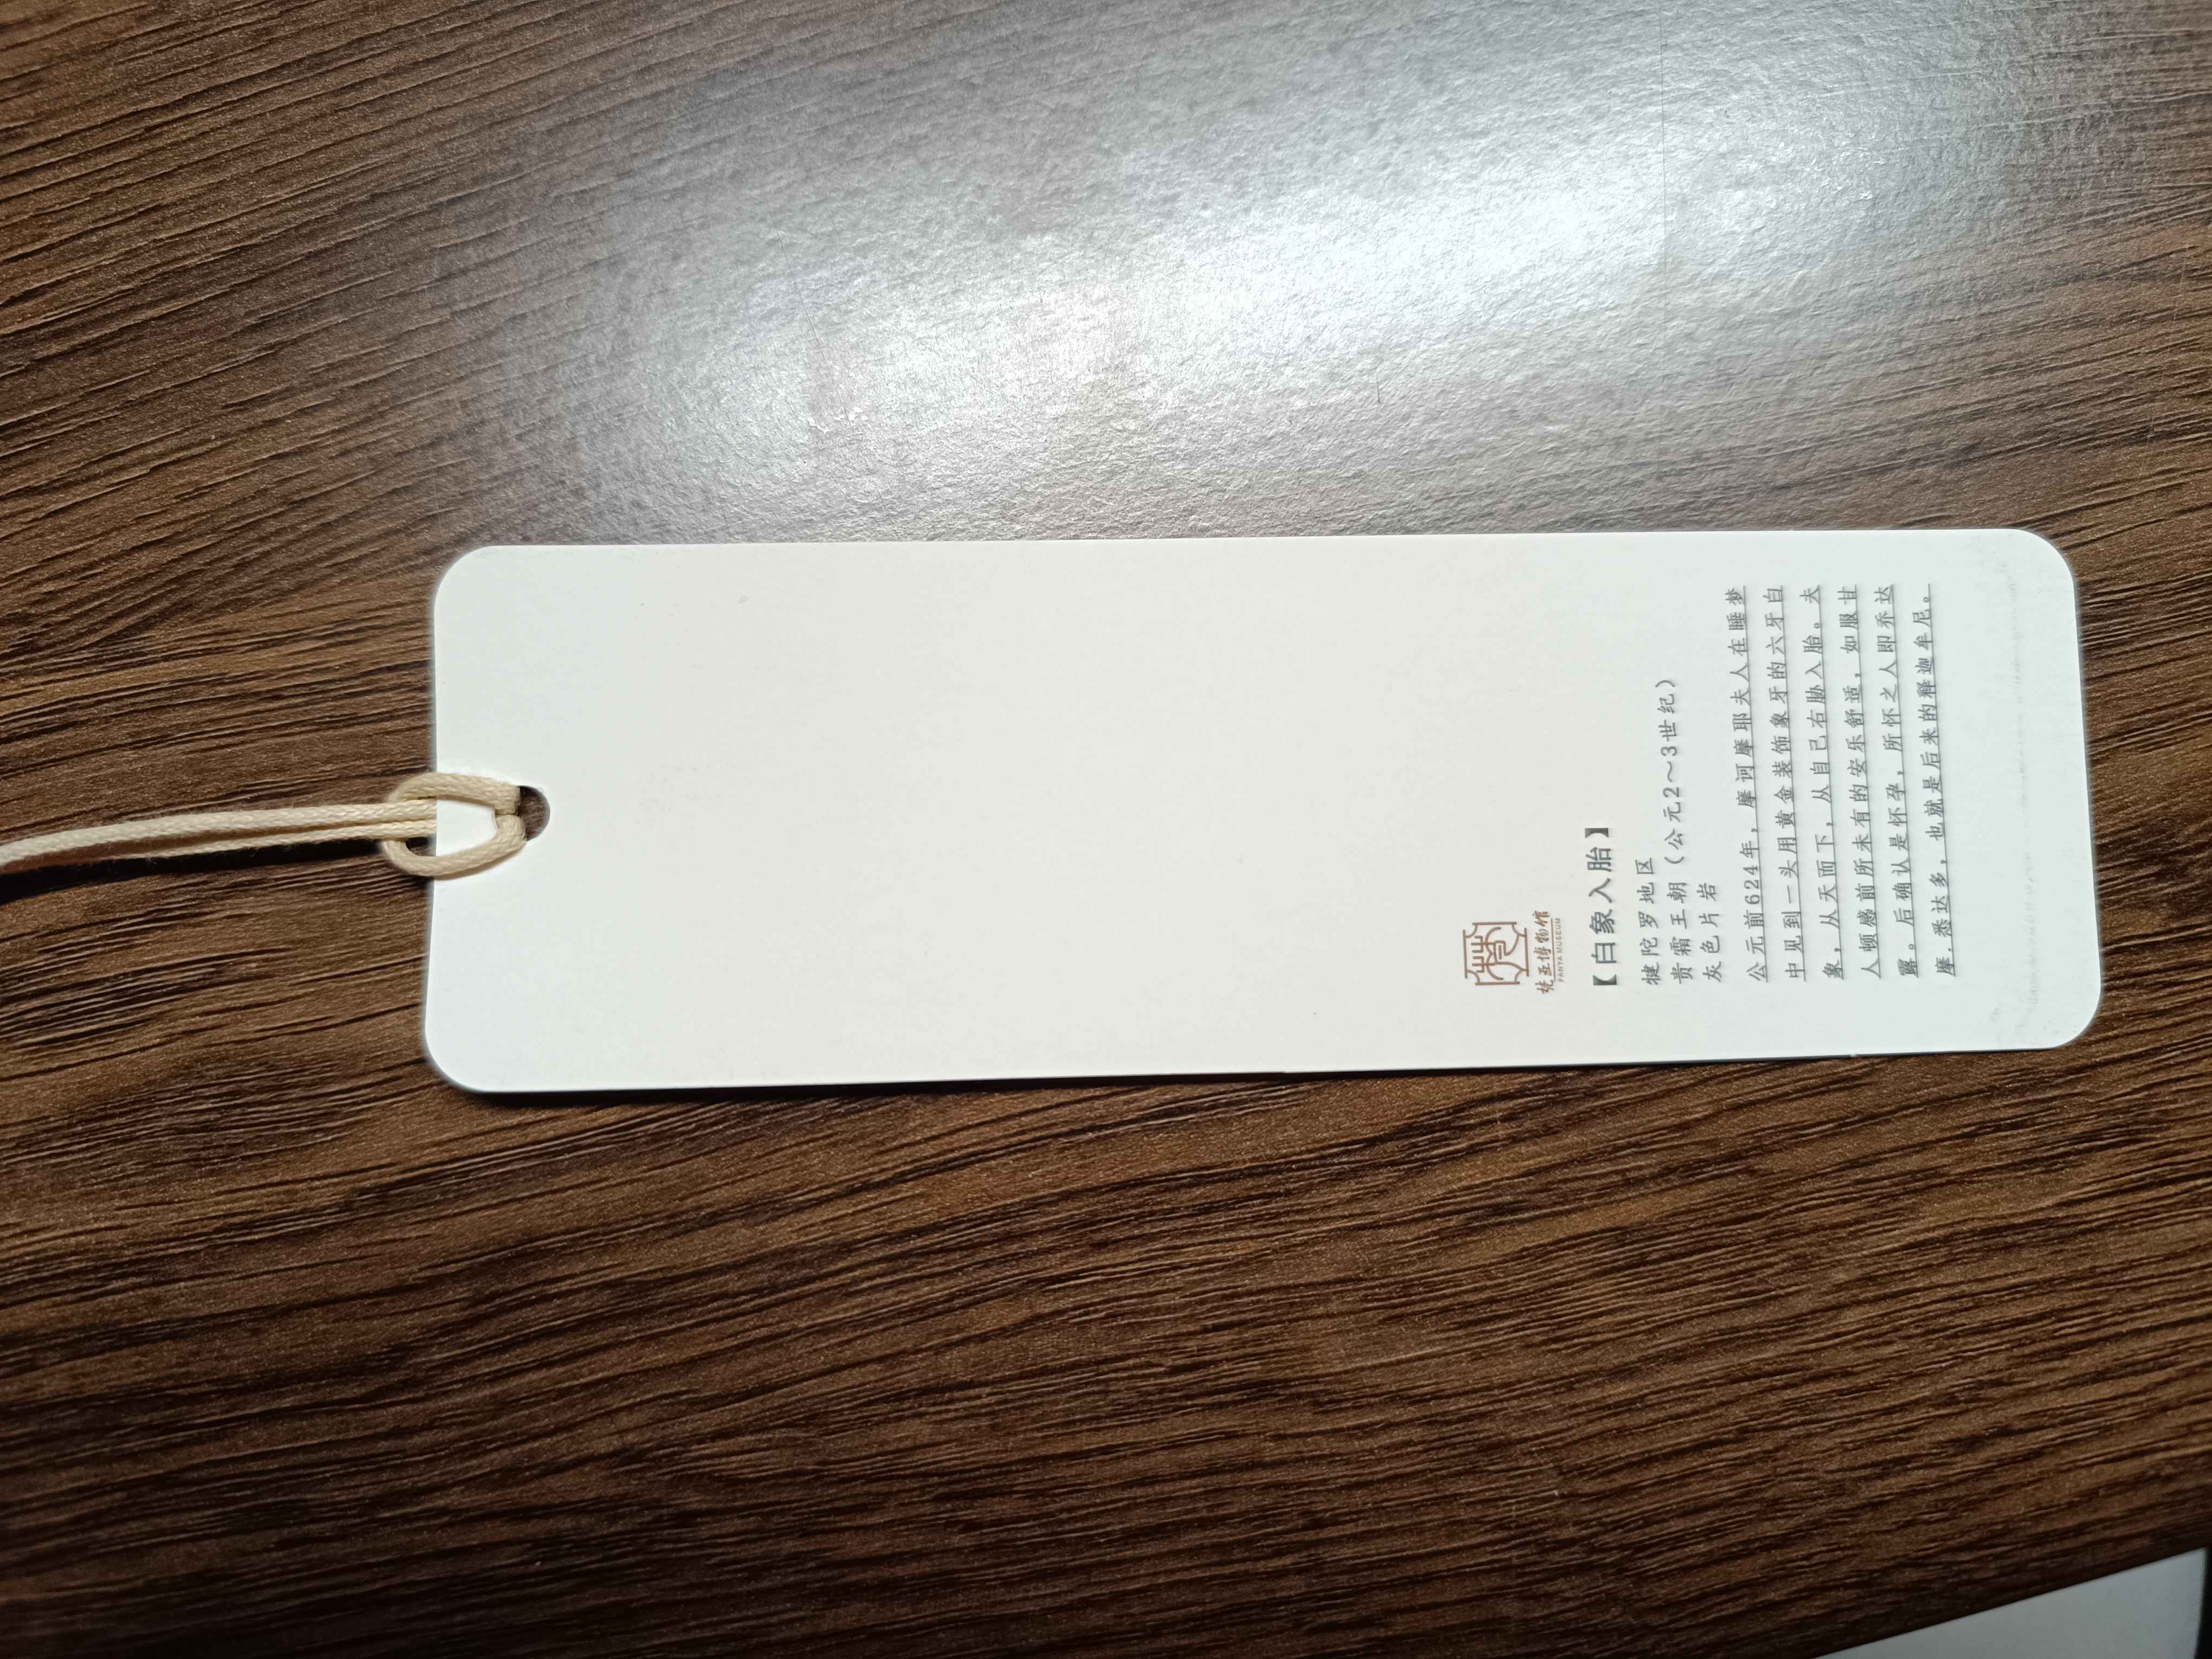 梵亚博物馆
FANYA MUSEUM
【白象入胎】
犍陀罗地区
贵霜王朝（公元2～3世纪）
灰色片岩
公元前624年，摩诃摩耶夫人在睡梦
中见到一头用黄金装饰象牙的六牙白
象，从天而下，从自己右胁入胎。夫
人顿感前所未有的安乐舒适，如服甘
露。后确认是怀孕，所怀之人即乔达
摩.悉达多，也就是后来的释迦牟尼。